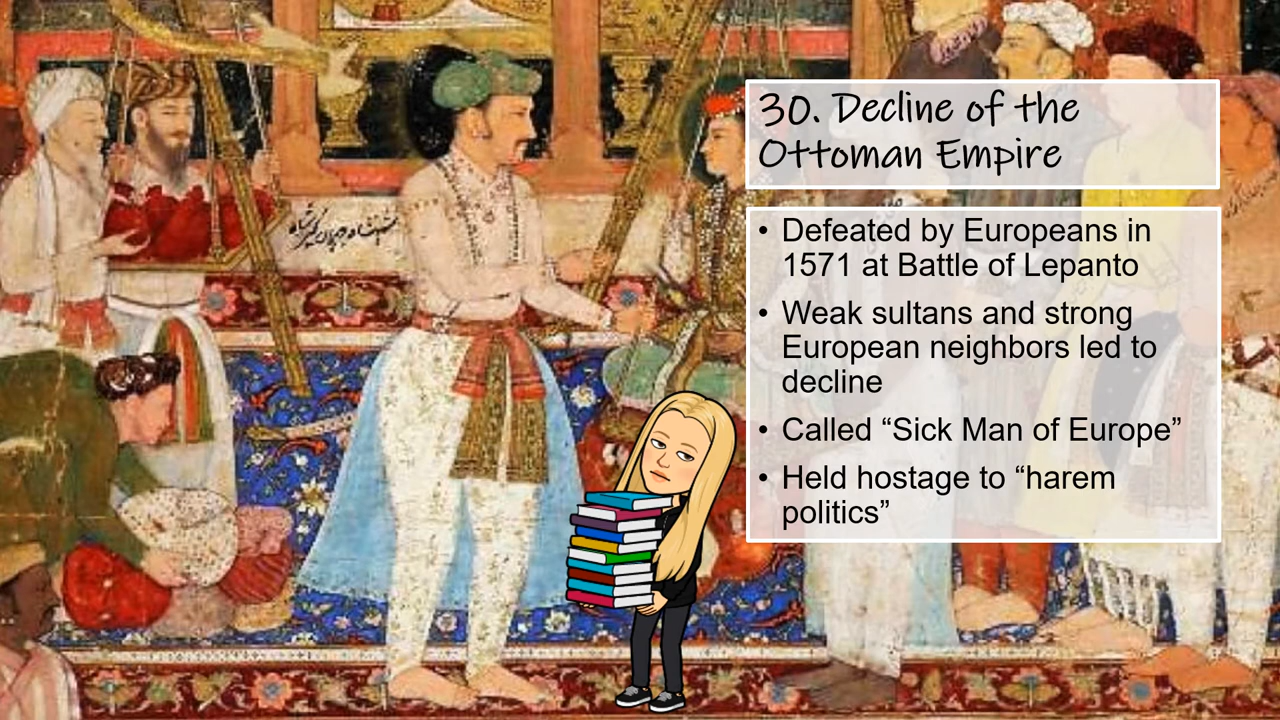 30. Decline of the
Ottoman Empire
• Defeated by Europeans in
1571 at Battle of Lepanto
• Weak sultans and strong
European neighbors led to
decline
• Called “Sick Man of Europe”
• Held hostage to “harem
politics”